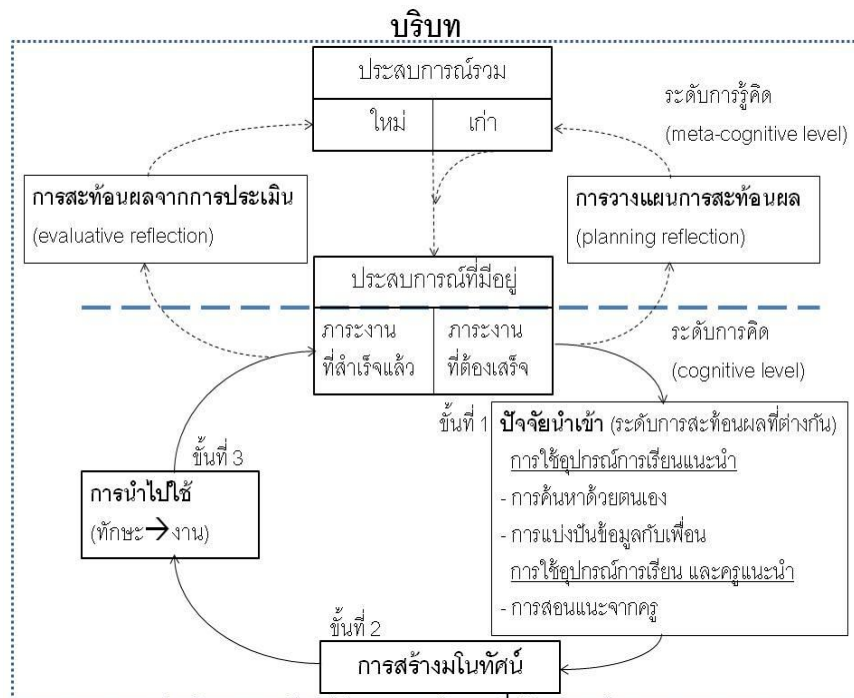 บริบท
ประสบการณ์รวม
ใหม่
เก่า
ระดับการรู้คิด
(meta-cognitive level)
การสะท้อนผลจากการประเมิน
(evaluative reflection)
การวางแผนการสะท้อนผล
(planning reflection)
ประสบการณ์ที่มีอยู่
ภาระงาน
ที่สำเร็จแล้ว
ภาระงาน
ที่ต้องเสร็จ
ระดับการคิด
(cognitive level)
ขั้นที่ 1
ปัจจัยนำเข้า (ระดับการสะท้อนผลที่ต่างกัน)
การใช้อุปกรณ์การเรียนแนะนำ
- การค้นหาด้วยตนเอง
- การแบ่งปันข้อมูลกับเพื่อน
การใช้อุปกรณ์การเรียน และครูแนะนำ
- การสอนแนะจากครู
ขั้นที่ 3
การนำไปใช้
(ทักษะ→งาน)
ขั้นที่ 2
การสร้างมโนทัศน์